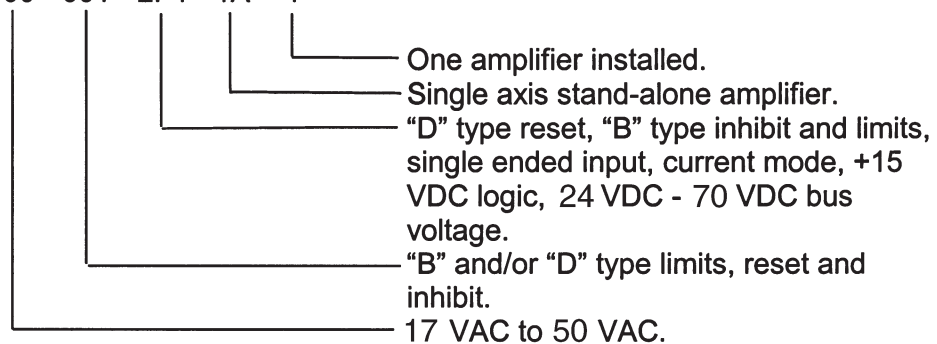 One amplifier installed.
Single axis stand-alone amplifier.
“D” type reset, “B” type inhibit and limits,
single ended input, current mode, +15
VDC logic, 24 VDC - 70 VDC bus
voltage.
“B” and/or “D” type limits, reset and
inhibit.
17 VAC to 50 VAC.